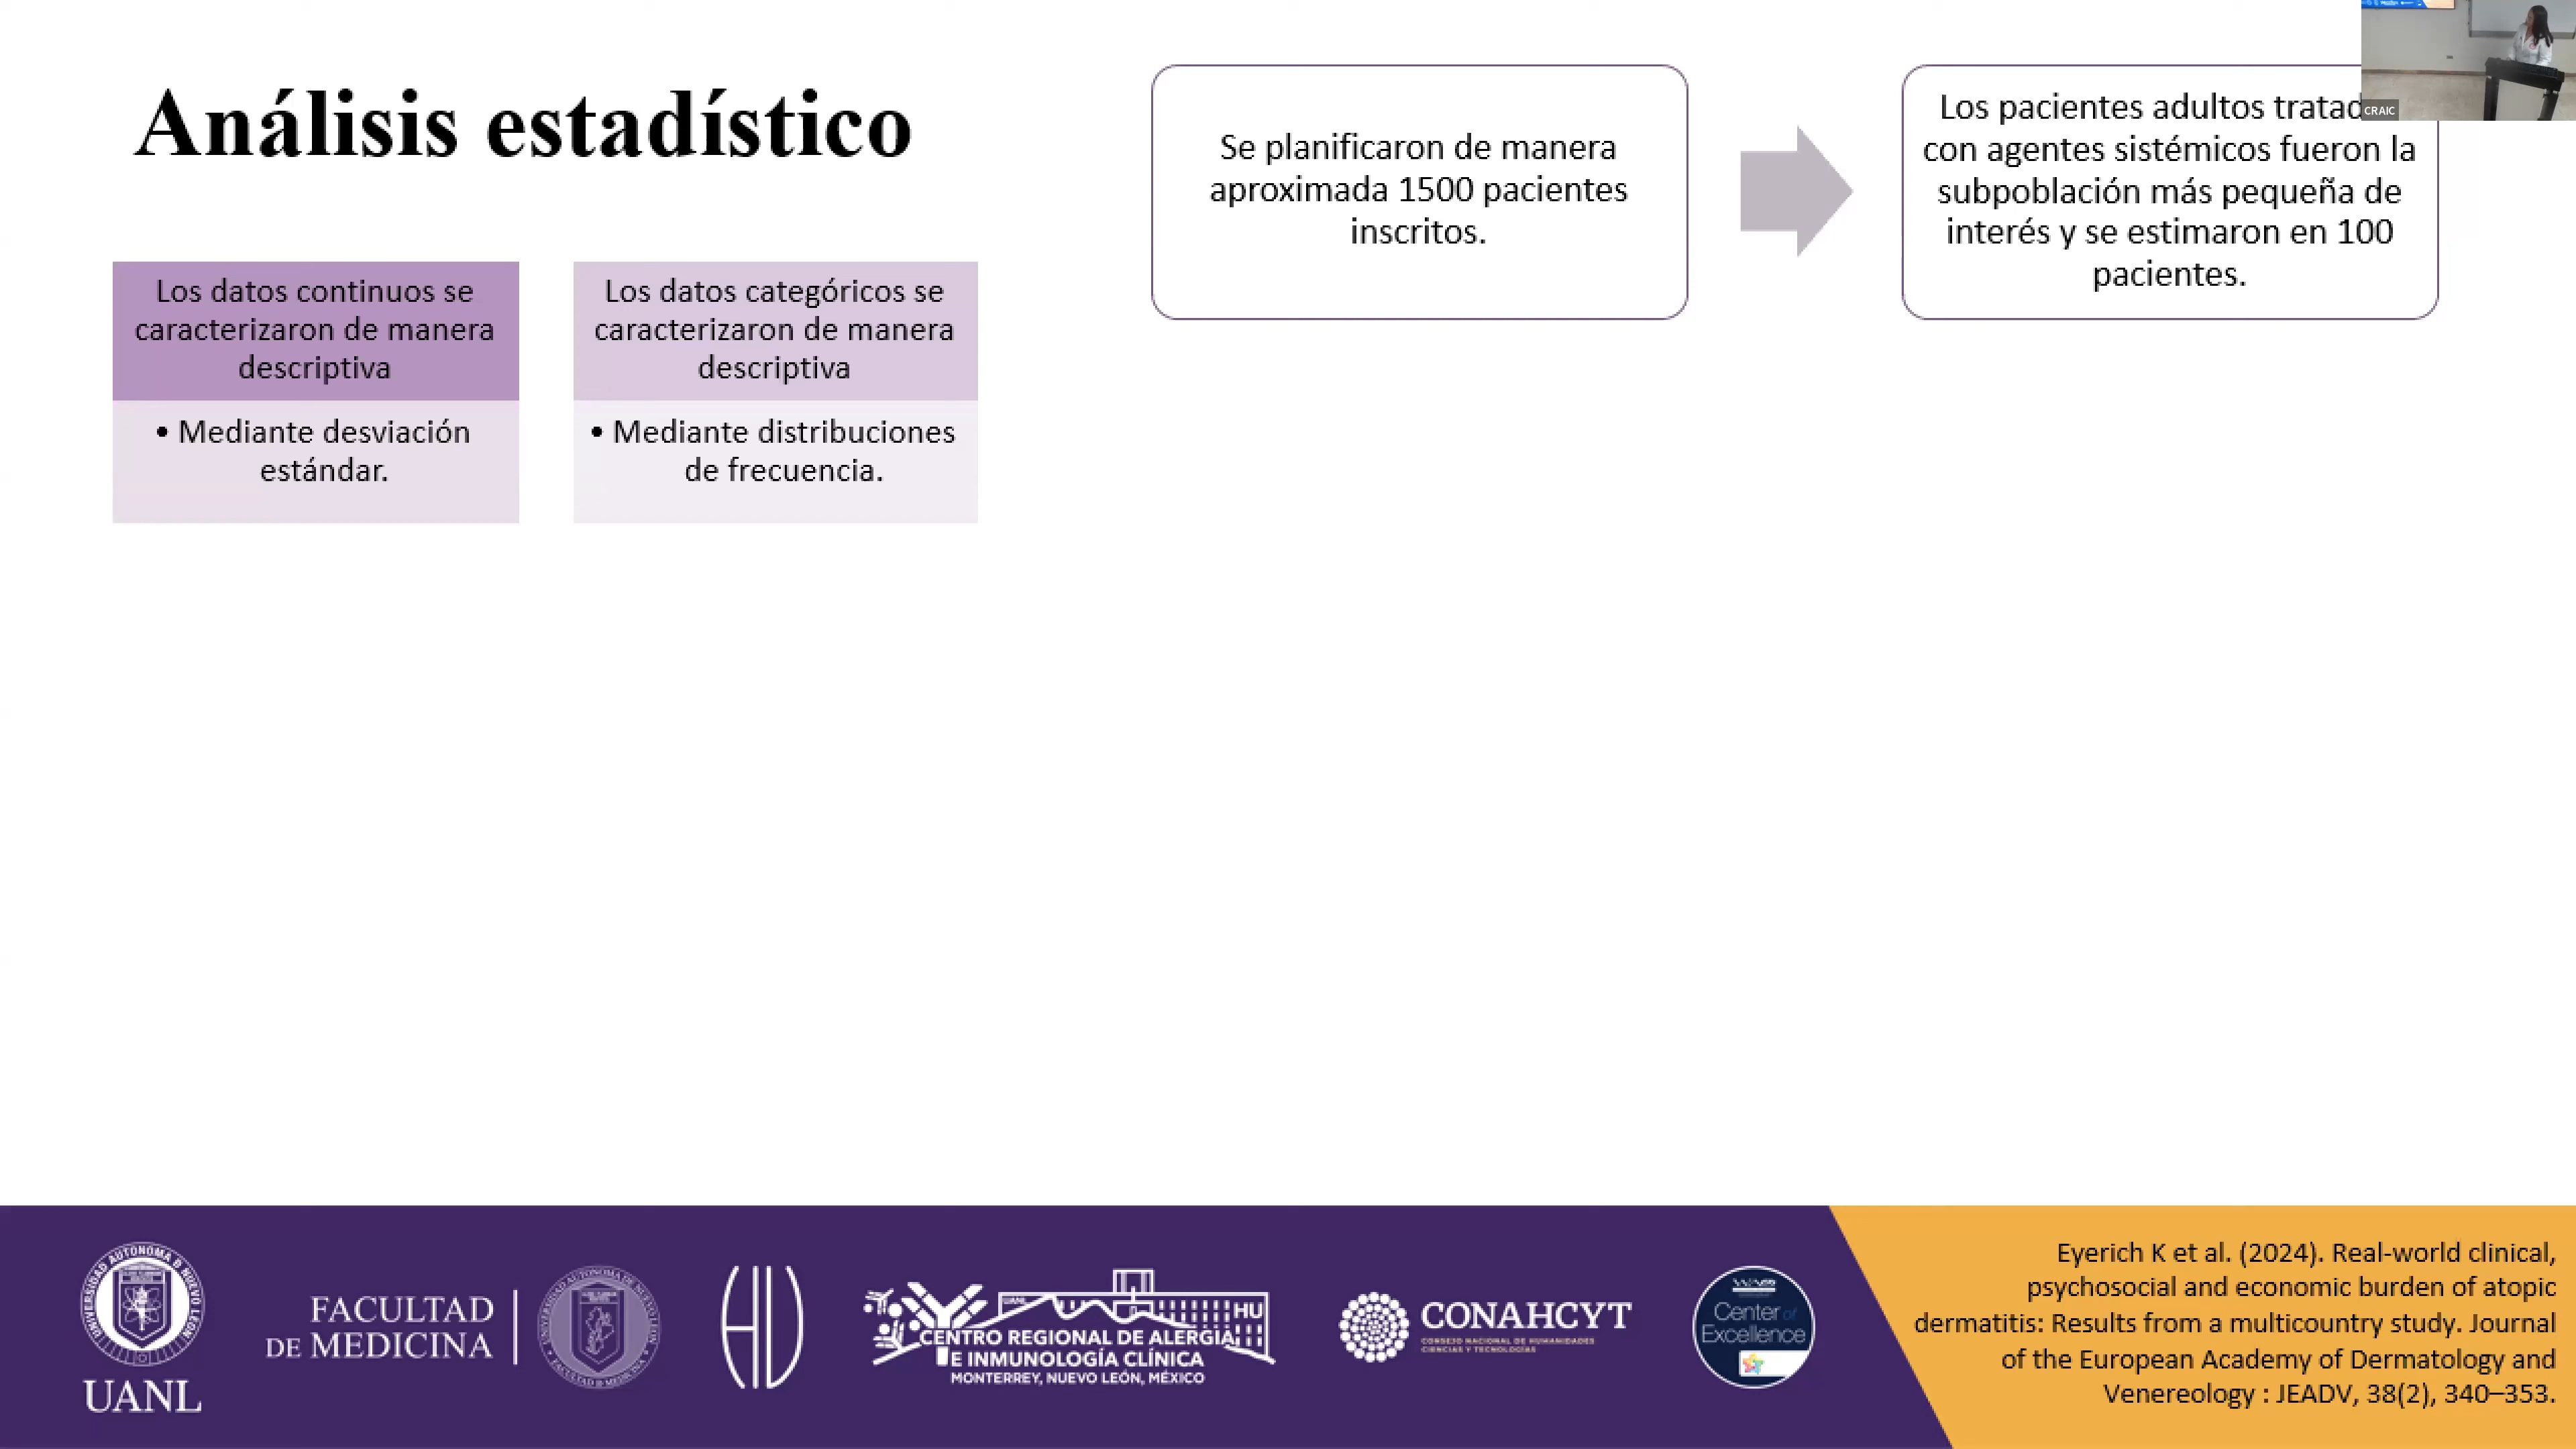 Análisis estadístico
Los datos continuos se
caracterizaron de manera
descriptiva
• Mediante desviación
estándar.
Los datos categóricos se
caracterizaron de manera
descriptiva
• Mediante distribuciones
de frecuencia.
Se planificaron de manera
aproximada 1500 pacientes
inscritos.
Los pacientes adultos tratad
con agentes sistémicos fueron la
subpoblación más pequeña de
interés y se estimaron en 100
pacientes.
CRAIC
UNIVERSIDAD AUTÓNOMA DE NUEVO LEÓN
UANL
FACULTAD
DE MEDICINA
HU
CENTRO REGIONAL DE ALERGIA
E INMUNOLOGÍA CLÍNICA
MONTERREY, NUEVO LEÓN, MÉXICO
CONAHCYT
CONSEJO NACIONAL DE HUMANIDADES
CIENCIAS Y TECNOLOGÍAS
Center of
Excellence
Eyerich K et al. (2024). Real-world clinical,
psychosocial and economic burden of atopic
dermatitis: Results from a multicountry study. Journal
of the European Academy of Dermatology and
Venereology : JEADV, 38(2), 340–353.